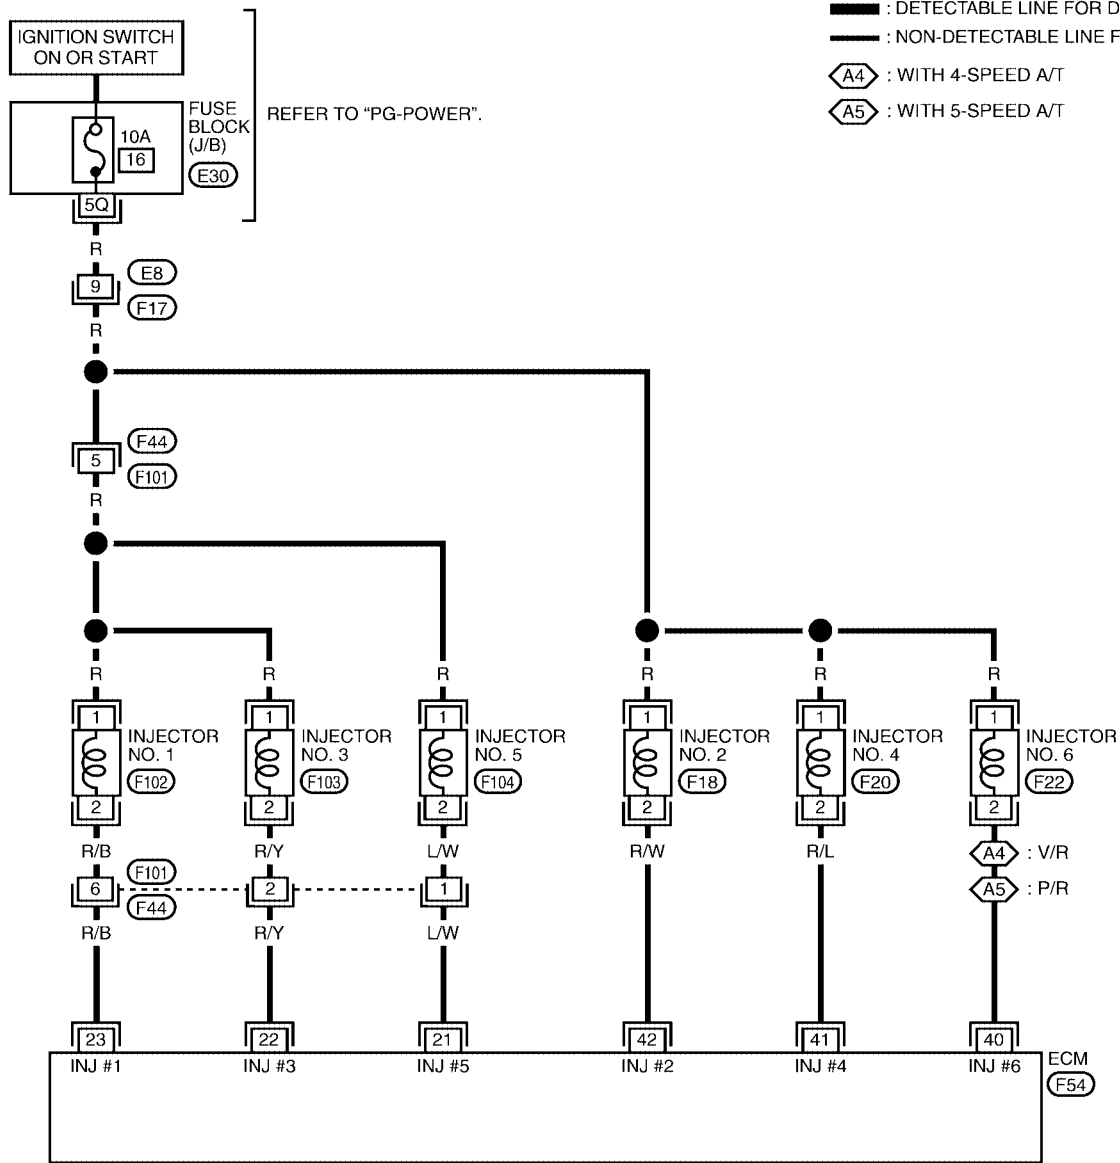 : DETECTABLE LINE FOR D
: NON-DETECTABLE LINE F
A4 : WITH 4-SPEED A/T
A5 : WITH 5-SPEED A/T
IGNITION SWITCH
ON OR START
FUSE
BLOCK
(J/B)
E30
10A
16
5Q
REFER TO “PG-POWER”.
R
9
E8
F17
R
5
F44
F101
R
R R R R R R
1 1 1 1 1 1
INJECTOR
NO. 1
F102
INJECTOR
NO. 3
F103
INJECTOR
NO. 5
F104
INJECTOR
NO. 2
F18
INJECTOR
NO. 4
F20
INJECTOR
NO. 6
F22
2 2 2 2 2 2
R/B R/Y L/W R/W R/L A4 : V/R
A5 : P/R
6 F101 2 1
F44
R/B R/Y L/W
23 22 21 42 41 40
INJ #1 INJ #3 INJ #5 INJ #2 INJ #4 INJ #6
ECM
F54